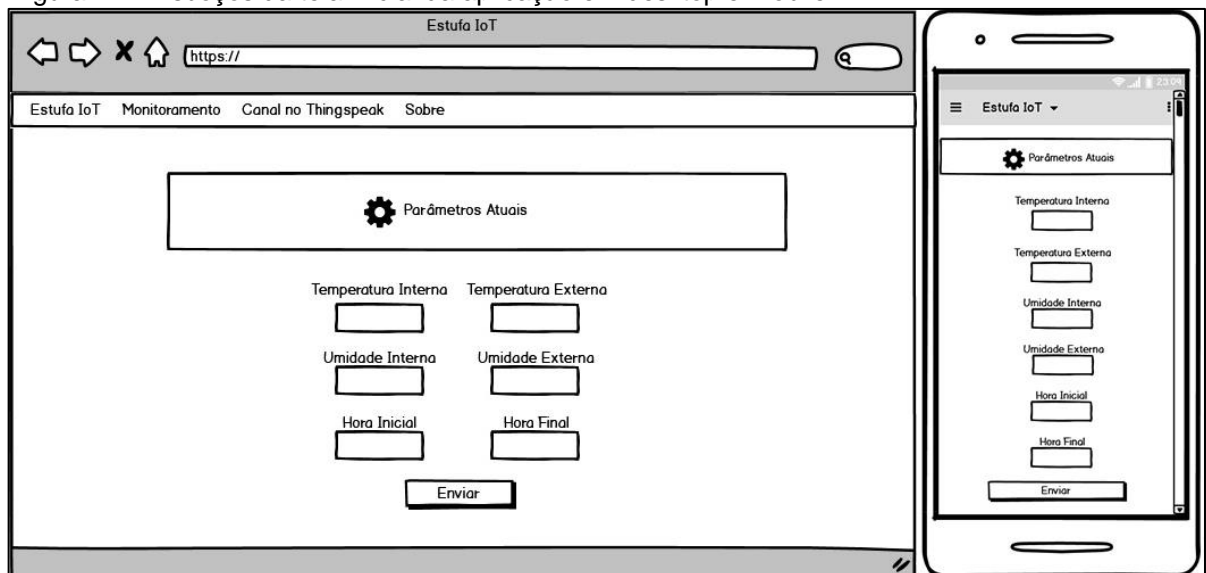 Estufa IoT
https://
Estufa IoT Monitoramento Canal no Thingspeak Sobre
Parâmetros Atuais
Temperatura Interna Temperatura Externa
Umidade Interna Umidade Externa
Hora Inicial Hora Final
Enviar
23:04
Estufa IoT
Parâmetros Atuais
Temperatura Interna
Temperatura Externa
Umidade Interna
Umidade Externa
Hora Inicial
Hora Final
Enviar